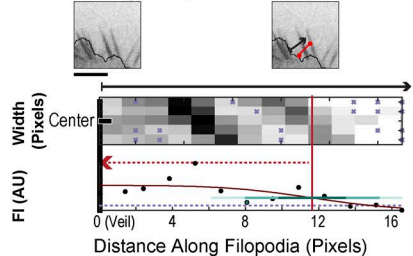 Width
(Pixels)
Center
FI (AU)
0 (Veil) 4 8 12 16
Distance Along Filopodia (Pixels)